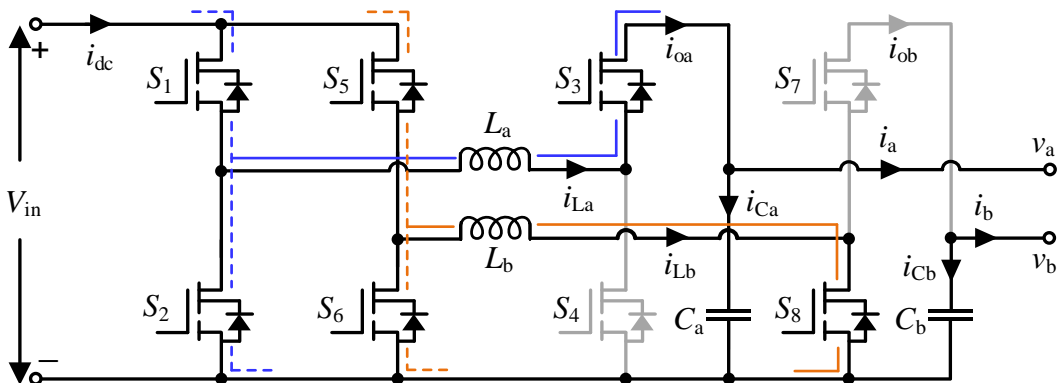 +
i_dc
S_1
S_5
S_3
i_oa
S_7
i_ob
L_a
i_a
v_a
V_in
i_La
i_Ca
i_b
L_b
i_Lb
v_b
i_Cb
S_2
S_6
S_4
C_a
S_8
C_b
−